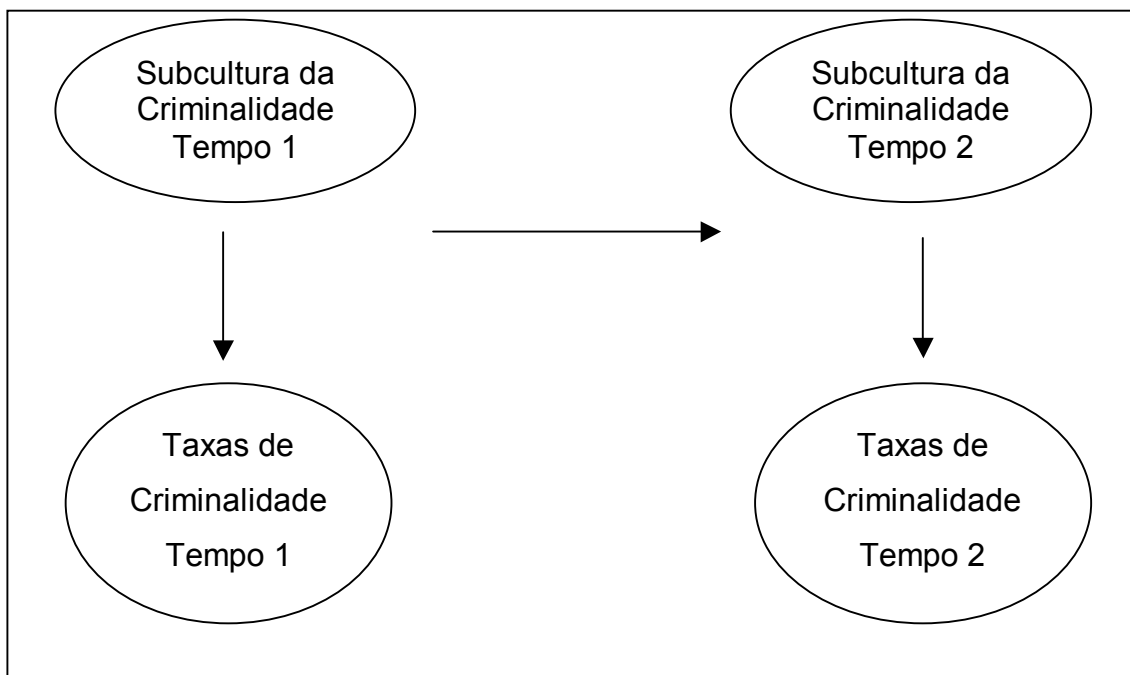 Subcultura da
Criminalidade
Tempo 1
Subcultura da
Criminalidade
Tempo 2
Taxas de
Criminalidade
Tempo 1
Taxas de
Criminalidade
Tempo 2